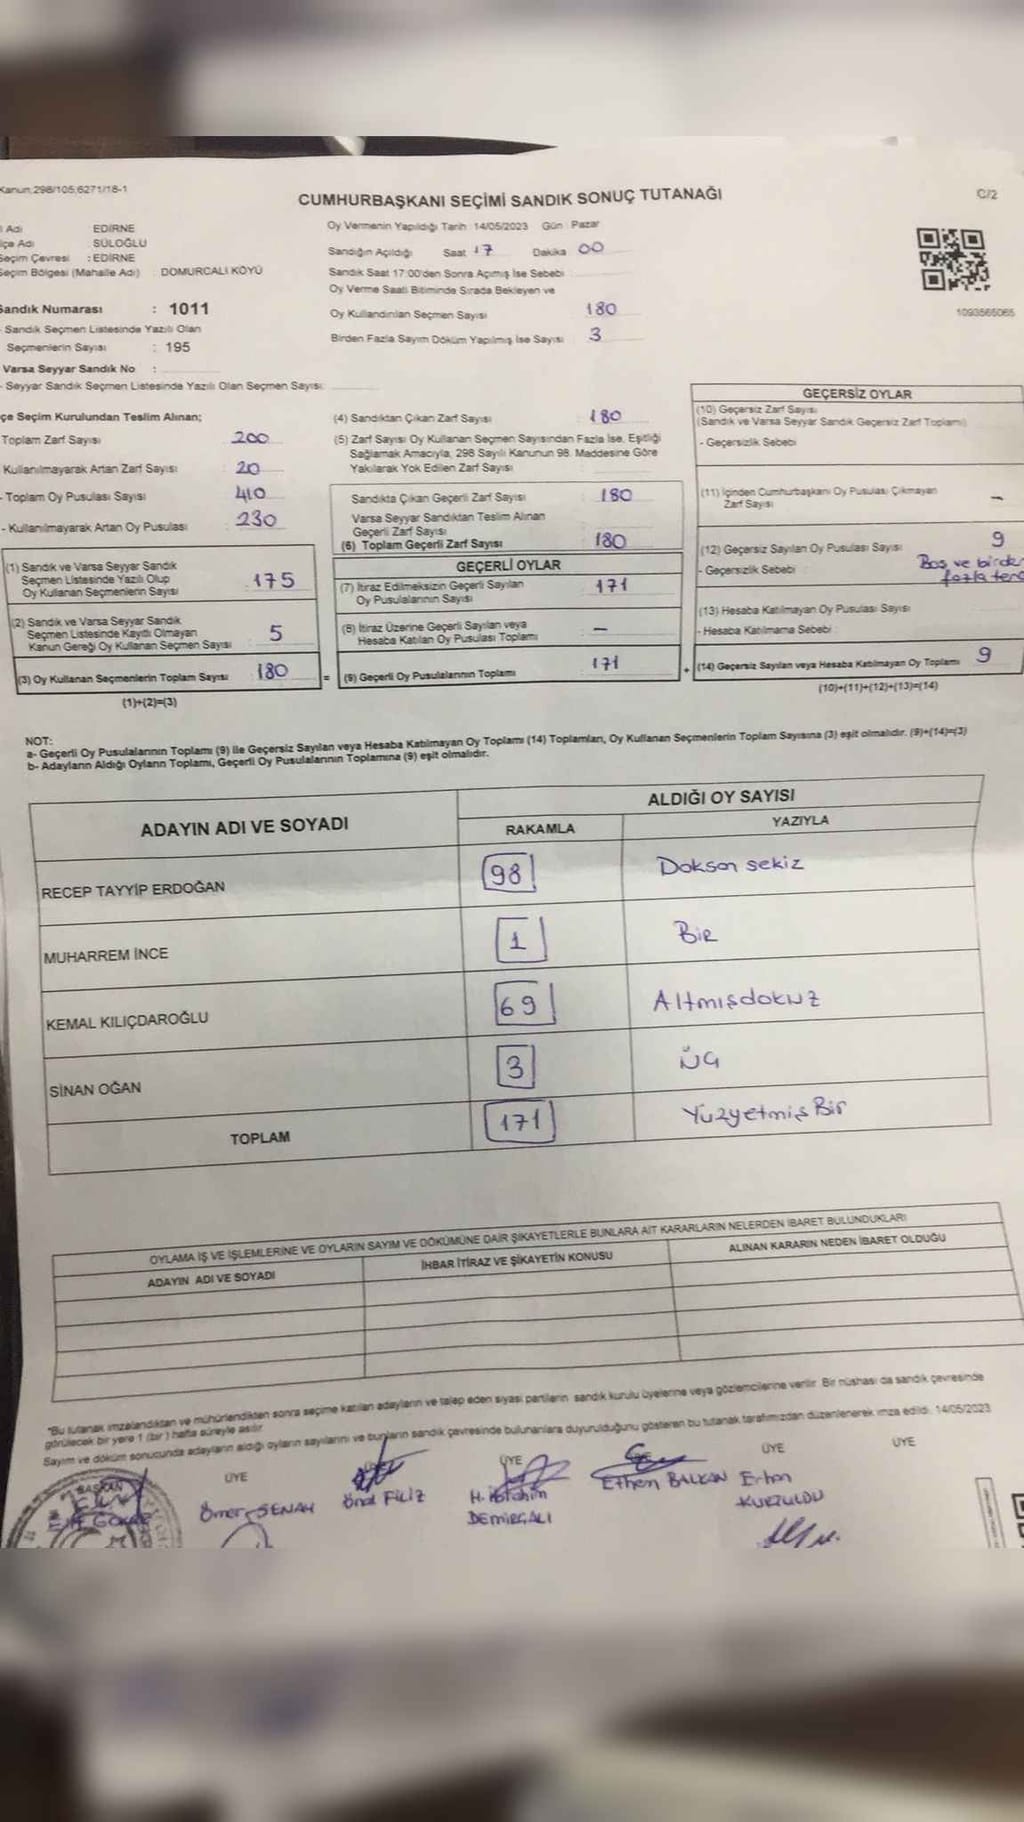 Kanun:298/105,6271/18-1
CUMHURBAŞKANI SEÇİMİ SANDIK SONUÇ TUTANAĞI
C/2
Adı EDİRNE
çe Adı SÜLOĞLU
Seçim Çevresi : EDİRNE
Seçim Bölgesi (Mahalle Adı) DOMURCALI KÖYÜ
Oy Vermenin Yapıldığı Tarih 14/05/2023 Gün Pazar
Sandığın Açıldığı Saat 17 Dakika 00
Sandık Saat 17:00'den Sonra Açımış İse Sebebi
Oy Verme Saati Bitiminde Sırada Bekleyen ve
Oy Kullandırılan Seçmen Sayısı 180
Birden Fazla Sayım Döküm Yapılmış İse Sayısı 3
1093565065
Sandık Numarası : 1011
- Sandık Seçmen Listesinde Yazılı Olan
Seçmenlerin Sayısı : 195
Varsa Seyyar Sandık No :
- Seyyar Sandık Seçmen Listesinde Yazılı Olan Seçmen Sayısı:
çe Seçim Kurulundan Teslim Alınan;
Toplam Zarf Sayısı 200
Kullanılmayarak Artan Zarf Sayısı 20
- Toplam Oy Pusulası Sayısı 410
- Kullanılmayarak Artan Oy Pusulası 230
(1) Sandık ve Varsa Seyyar Sandık
Seçmen Listesinde Yazılı Olup
Oy Kullanan Seçmenlerin Sayısı 175
(2) Sandık ve Varsa Seyyar Sandık
Seçmen Listesinde Kayıtlı Olmayan
Kanun Gereği Oy Kullanan Seçmen Sayısı 5
(3) Oy Kullanan Seçmenlerin Toplam Sayısı 180
(1)+(2)=(3)
(4) Sandıktan Çıkan Zarf Sayısı : 180
(5) Zarf Sayısı Oy Kullanan Seçmen Sayısından Fazla İse, Eşitliği
Sağlamak Amacıyla, 298 Sayılı Kanunun 98. Maddesine Göre
Yakılarak Yok Edilen Zarf Sayısı
Sandıkta Çıkan Geçerli Zarf Sayısı 180
Varsa Seyyar Sandıktan Teslim Alınan
Geçerli Zarf Sayısı
(6) Toplam Geçerli Zarf Sayısı 180
GEÇERLİ OYLAR
(7) İtiraz Edilmeksizin Geçerli Sayılan
Oy Pusulalarının Sayısı 171
(8) İtiraz Üzerine Geçerli Sayılan veya
Hesaba Katılan Oy Pusulası Toplamı —
= (9) Geçerli Oy Pusulalarının Toplamı 171
GEÇERSİZ OYLAR
(10) Geçersiz Zarf Sayısı
(Sandık ve Varsa Seyyar Sandık Geçersiz Zarf Toplamı)
- Geçersizlik Sebebi
(11) İçinden Cumhurbaşkanı Oy Pusulası Çıkmayan
Zarf Sayısı —
(12) Geçersiz Sayılan Oy Pusulası Sayısı 9
- Geçersizlik Sebebi Boş ve birden
fazla terc
(13) Hesaba Katılmayan Oy Pusulası Sayısı
- Hesaba Katılmama Sebebi
+ (14) Geçersiz Sayılan veya Hesaba Katılmayan Oy Toplamı 9
(10)+(11)+(12)+(13)=(14)
NOT:
a- Geçerli Oy Pusulalarının Toplamı (9) ile Geçersiz Sayılan veya Hesaba Katılmayan Oy Toplamı (14) Toplamları, Oy Kullanan Seçmenlerin Toplam Sayısına (3) eşit olmalıdır. (9)+(14)=(3)
b- Adayların Aldığı Oyların Toplamı, Geçerli Oy Pusulalarının Toplamına (9) eşit olmalıdır.
ADAYIN ADI VE SOYADI
ALDIĞI OY SAYISI
RAKAMLA YAZIYLA
RECEP TAYYİP ERDOĞAN 98 Doksan sekiz
MUHARREM İNCE 1 Bir
KEMAL KILIÇDAROĞLU 69 Altmışdokuz
SİNAN OĞAN 3 Üç
TOPLAM 171 Yüzyetmiş Bir
OYLAMA İŞ VE İŞLEMLERİNE VE OYLARIN SAYIM VE DÖKÜMÜNE DAİR ŞİKAYETLERLE BUNLARA AİT KARARLARIN NELERDEN İBARET BULUNDUKLARI
ADAYIN ADI VE SOYADI İHBAR İTİRAZ VE ŞİKAYETİN KONUSU ALINAN KARARIN NEDEN İBARET OLDUĞU
*Bu tutanak imzalandıktan ve mühürlendikten sonra seçime katılan adayların ve talep eden siyasi partilerin sandık kurulu üyelerine veya gözlemcilerine verilir. Bir nüshası da sandık çevresinde
görülecek bir yere 1 (bir) hafta süreyle asılır.
Sayım ve döküm sonucunda adayların aldığı oyların sayılarını ve bunların sandık çevresinde bulunanlara duyurulduğunu gösteren bu tutanak tarafımızdan düzenlenerek imza edildi. 14/05/2023
BAŞKAN ÜYE ÜYE ÜYE ÜYE
Ömer ŞENAY Önal FİLİZ H. İbrahim Ethem BALKAN Erhan
DEMİRÇALI KURTULDU